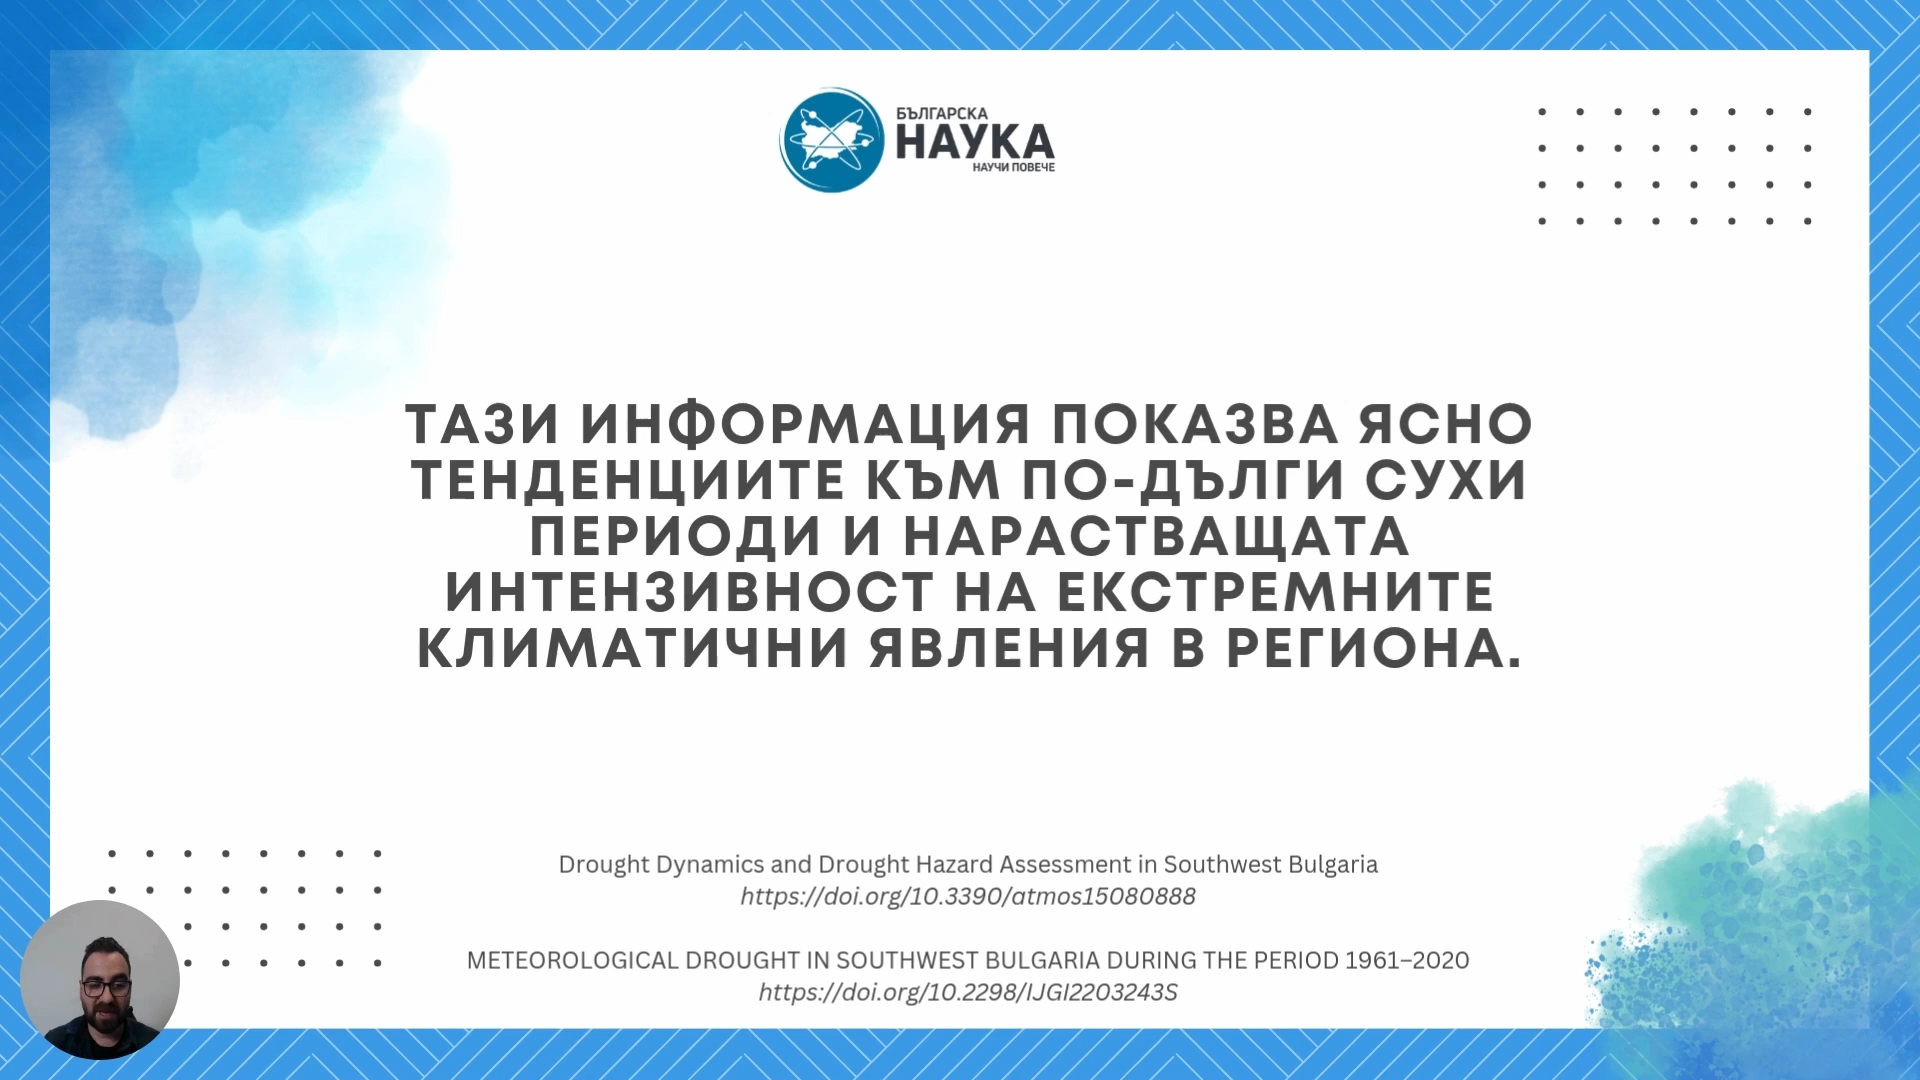 БЪЛГАРСКА
НАУКА
НАУЧИ ПОВЕЧЕ
ТАЗИ ИНФОРМАЦИЯ ПОКАЗВА ЯСНО
ТЕНДЕНЦИИТЕ КЪМ ПО-ДЪЛГИ СУХИ
ПЕРИОДИ И НАРАСТВАЩАТА
ИНТЕНЗИВНОСТ НА ЕКСТРЕМНИТЕ
КЛИМАТИЧНИ ЯВЛЕНИЯ В РЕГИОНА.
Drought Dynamics and Drought Hazard Assessment in Southwest Bulgaria
https://doi.org/10.3390/atmos15080888
METEOROLOGICAL DROUGHT IN SOUTHWEST BULGARIA DURING THE PERIOD 1961–2020
https://doi.org/10.2298/IJGI2203243S